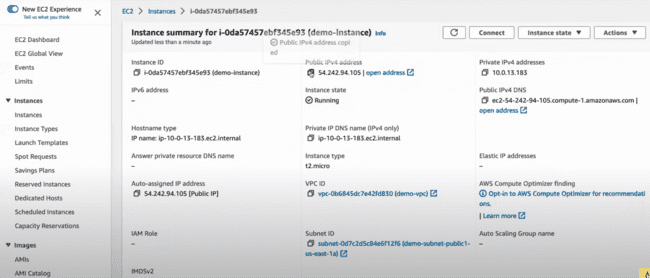 New EC2 Experience
Tell us what you think
EC2 Dashboard
EC2 Global View
Events
Limits
Instances
Instances
Instance Types
Launch Templates
Spot Requests
Savings Plans
Reserved Instances
Dedicated Hosts
Scheduled Instances
Capacity Reservations
Images
AMIs
AMI Catalog
EC2 > Instances > i-0da57457ebf345e93
Instance summary for i-0da57457ebf345e93 (demo-instance) Info
Updated less than a minute ago
Public IPv4 address copi
ed
Connect
Instance state
Actions
Instance ID
i-0da57457ebf345e93 (demo-instance)
Public IPv4 address
54.242.94.105 | open address
Private IPv4 addresses
10.0.13.183
IPv6 address
–
Instance state
Running
Public IPv4 DNS
ec2-54-242-94-105.compute-1.amazonaws.com |
open address
Hostname type
IP name: ip-10-0-13-183.ec2.internal
Private IP DNS name (IPv4 only)
ip-10-0-13-183.ec2.internal
Answer private resource DNS name
–
Instance type
t2.micro
Elastic IP addresses
–
Auto-assigned IP address
54.242.94.105 [Public IP]
VPC ID
vpc-0b6845dc7e42fd830 (demo-vpc)
AWS Compute Optimizer finding
Opt-in to AWS Compute Optimizer for recommendati
ons.
| Learn more
IAM Role
–
Subnet ID
subnet-0d7c2d5c84e6f12f6 (demo-subnet-public1-
us-east-1a)
Auto Scaling Group name
–
IMDSv2